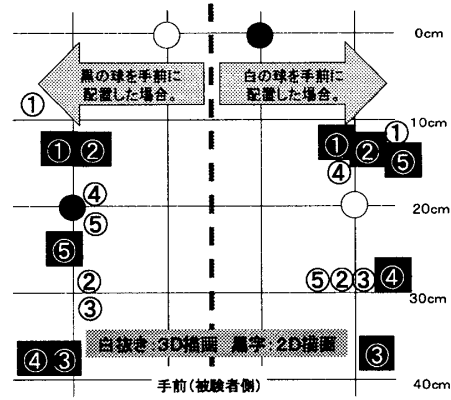 0cm
黒の球を手前に
配置した場合。
白の球を手前に
配置した場合。
①
10cm
① ②
① ② ① ⑤
④
④
⑤
20cm
⑤
②
③
⑤ ② ③ ④
30cm
白抜き:3D描画 黒字:2D描画
④ ③
③
手前(被験者側)
40cm